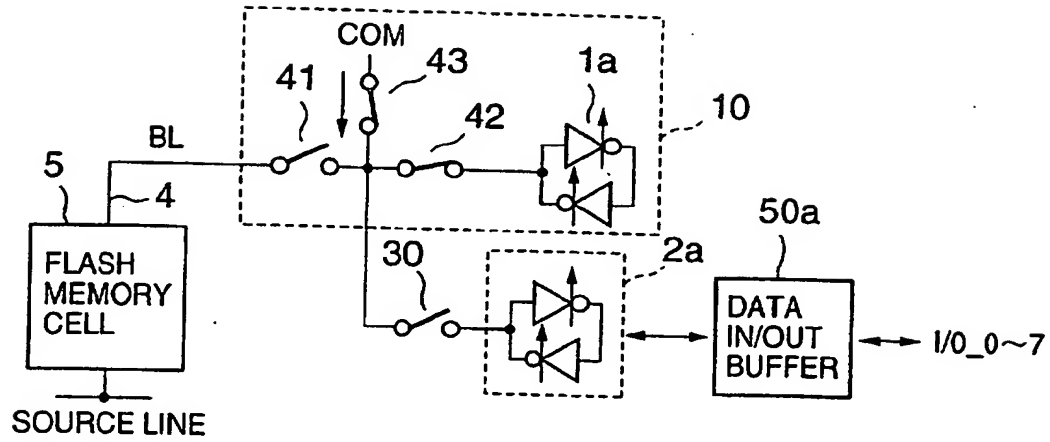 COM
43
1a
41
42
10
BL
5
4
30
2a
50a
FLASH
MEMORY
CELL
DATA
IN/OUT
BUFFER
I/0_0~7
SOURCE LINE